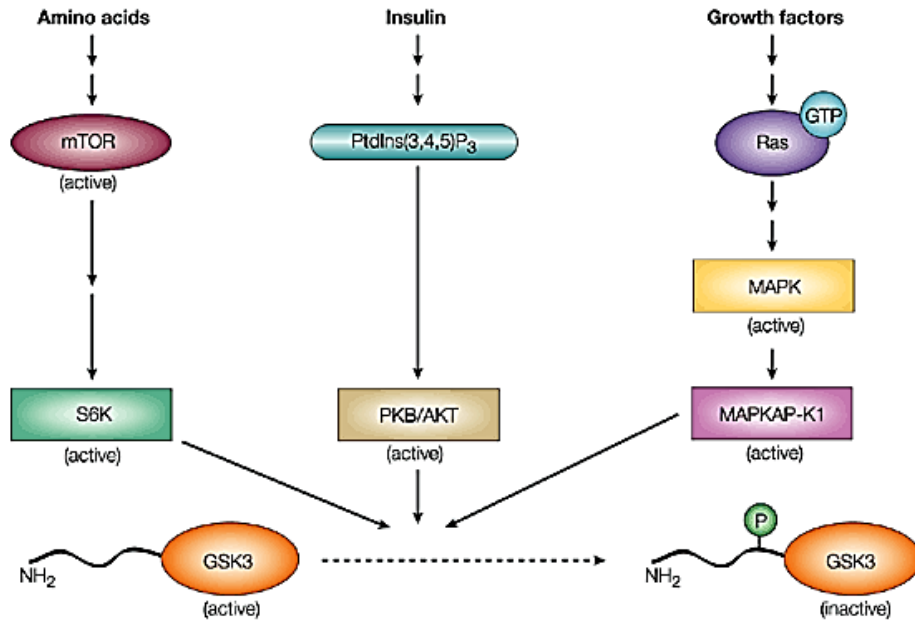 Amino acids
Insulin
Growth factors
mTOR
(active)
PtdIns(3,4,5)P3
GTP
Ras
MAPK
(active)
S6K
(active)
PKB/AKT
(active)
MAPKAP-K1
(active)
NH2
GSK3
(active)
P
NH2
GSK3
(inactive)